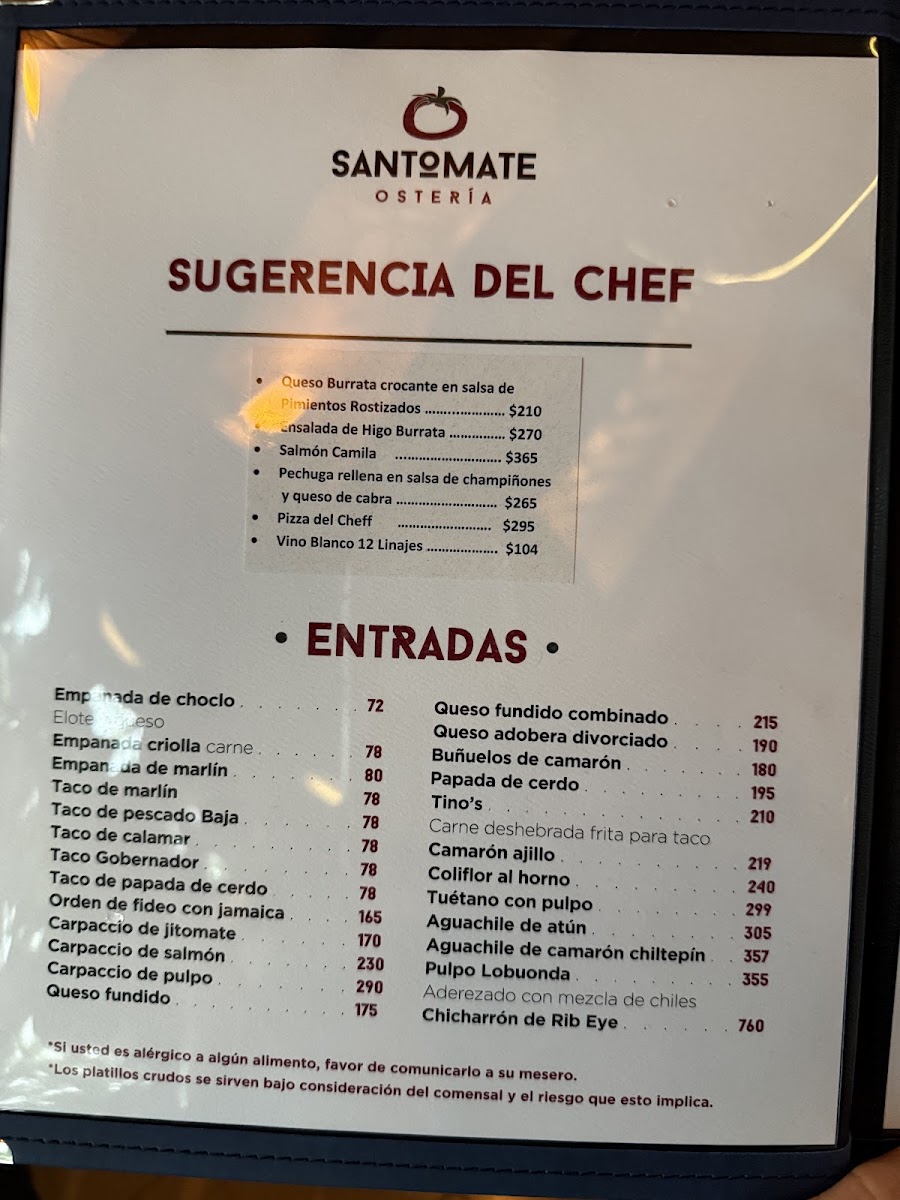 SANTOMATE
OSTERÍA
SUGERENCIA DEL CHEF
• Queso Burrata crocante en salsa de
Pimientos Rostizados ...................... $210
• Ensalada de Higo Burrata ............... $270
• Salmón Camila ............................ $365
• Pechuga rellena en salsa de champiñones
y queso de cabra .......................... $265
• Pizza del Cheff ......................... $295
• Vino Blanco 12 Linajes ................... $104
• ENTRADAS •
Empanada de choclo . . . . . . . 72
Elote queso
Empanada criolla carne . . . . . . 78
Empanada de marlín . . . . . . . 80
Taco de marlín 78
Taco de pescado Baja . . . . . . 78
Taco de calamar . . . . . . . . 78
Taco Gobernador . . . . . . . . 78
Taco de papada de cerdo 78
Orden de fideo con jamaica . . . . 165
Carpaccio de jitomate . . . . . . 170
Carpaccio de salmón . . . . . . . 230
Carpaccio de pulpo . . . . . . . 290
Queso fundido . . . . . . . . . 175
Queso fundido combinado . . . . 215
Queso adobera divorciado . . . . 190
Buñuelos de camarón . . . . . . 180
Papada de cerdo . . . . . . . . 195
Tino's . . . . . . . . . . . . 210
Carne deshebrada frita para taco
Camarón ajillo . . . . . . . . . 219
Coliflor al horno . . . . . . . . 240
Tuétano con pulpo . . . . . . . 299
Aguachile de atún . . . . . . . 305
Aguachile de camarón chiltepín . . 357
Pulpo Lobuonda . . . . . . . . 355
Aderezado con mezcla de chiles
Chicharrón de Rib Eye . . . . . . 760
*Si usted es alérgico a algún alimento, favor de comunicarlo a su mesero.
*Los platillos crudos se sirven bajo consideración del comensal y el riesgo que esto implica.